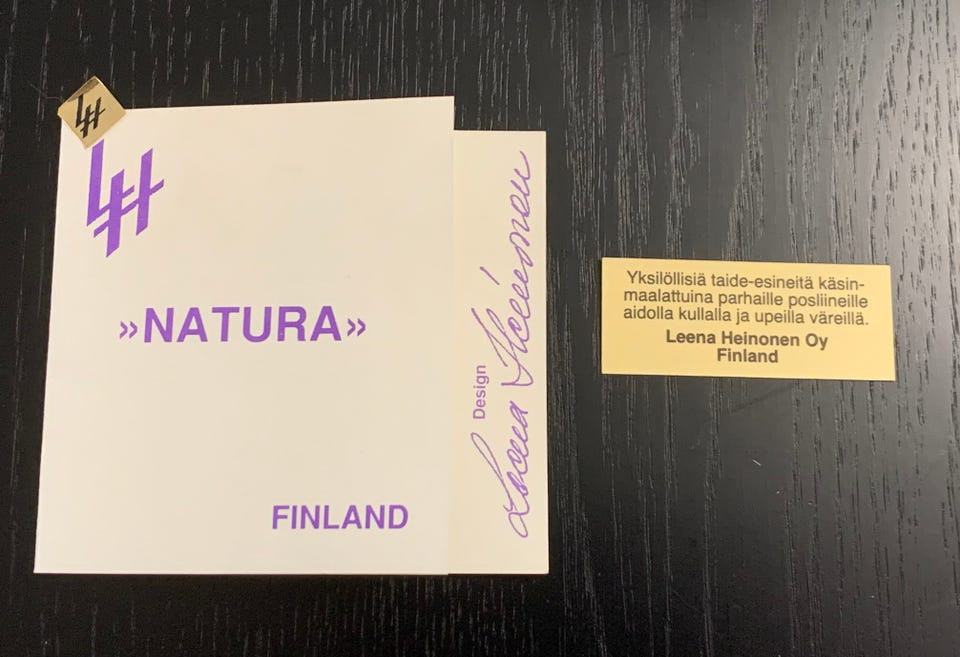 LH
LH
»NATURA»
FINLAND
Design
Leena Heinonen
Yksilöllisiä taide-esineitä käsin-
maalattuina parhaille posliineille
aidolla kullalla ja upeilla väreillä.
Leena Heinonen Oy
Finland